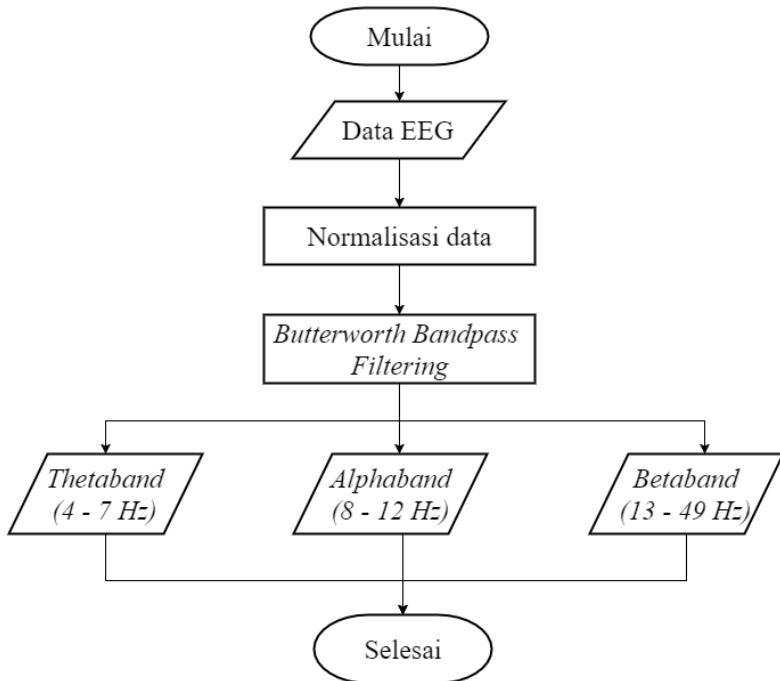 Mulai
Data EEG
Normalisasi data
Butterworth Bandpass
Filtering
Thetaband
(4 - 7 Hz)
Alphaband
(8 - 12 Hz)
Betaband
(13 - 49 Hz)
Selesai